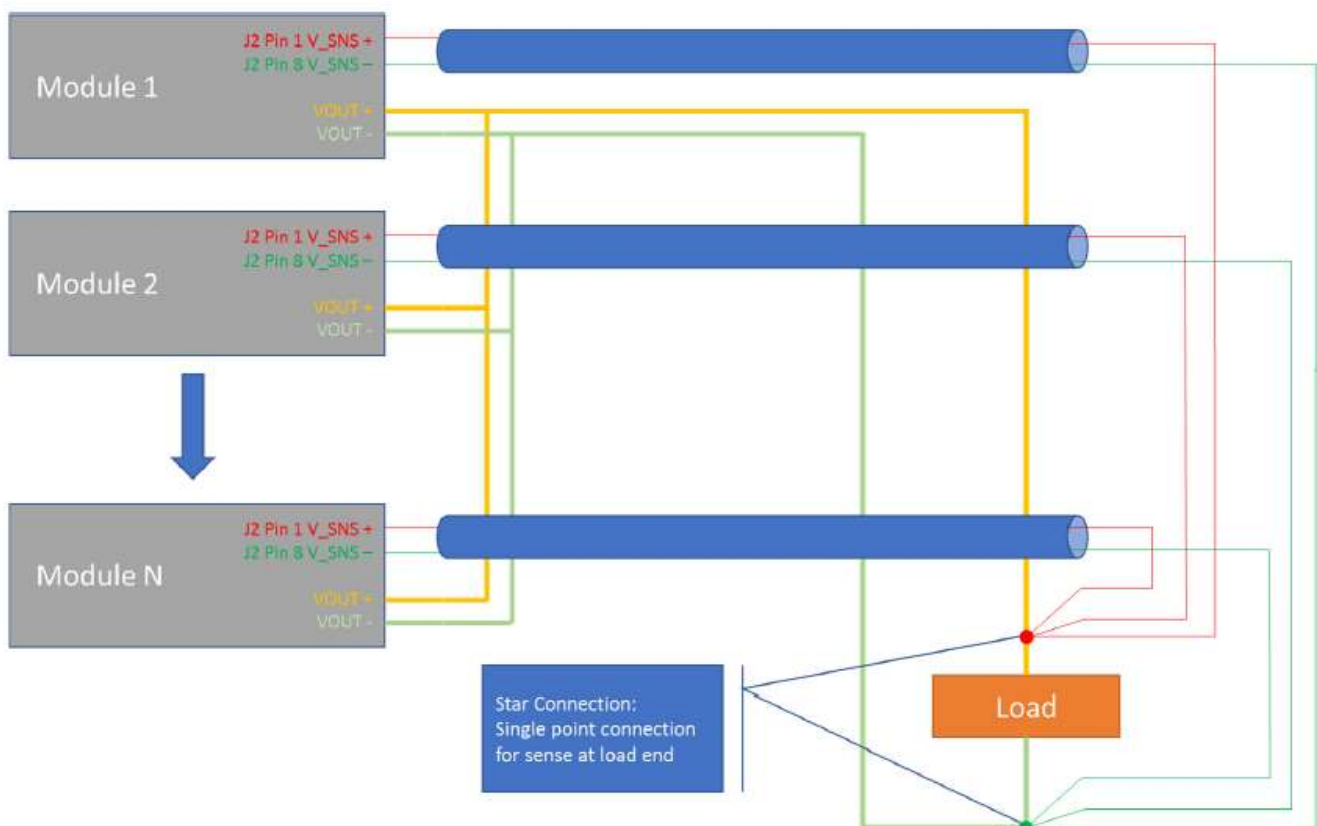 J2 Pin 1 V_SNS +
J2 Pin 8 V_SNS –
Module 1
VOUT +
VOUT -
J2 Pin 1 V_SNS +
J2 Pin 8 V_SNS –
Module 2
VOUT +
VOUT -
J2 Pin 1 V_SNS +
J2 Pin 8 V_SNS –
Module N
VOUT +
VOUT -
Star Connection:
Single point connection
for sense at load end
Load